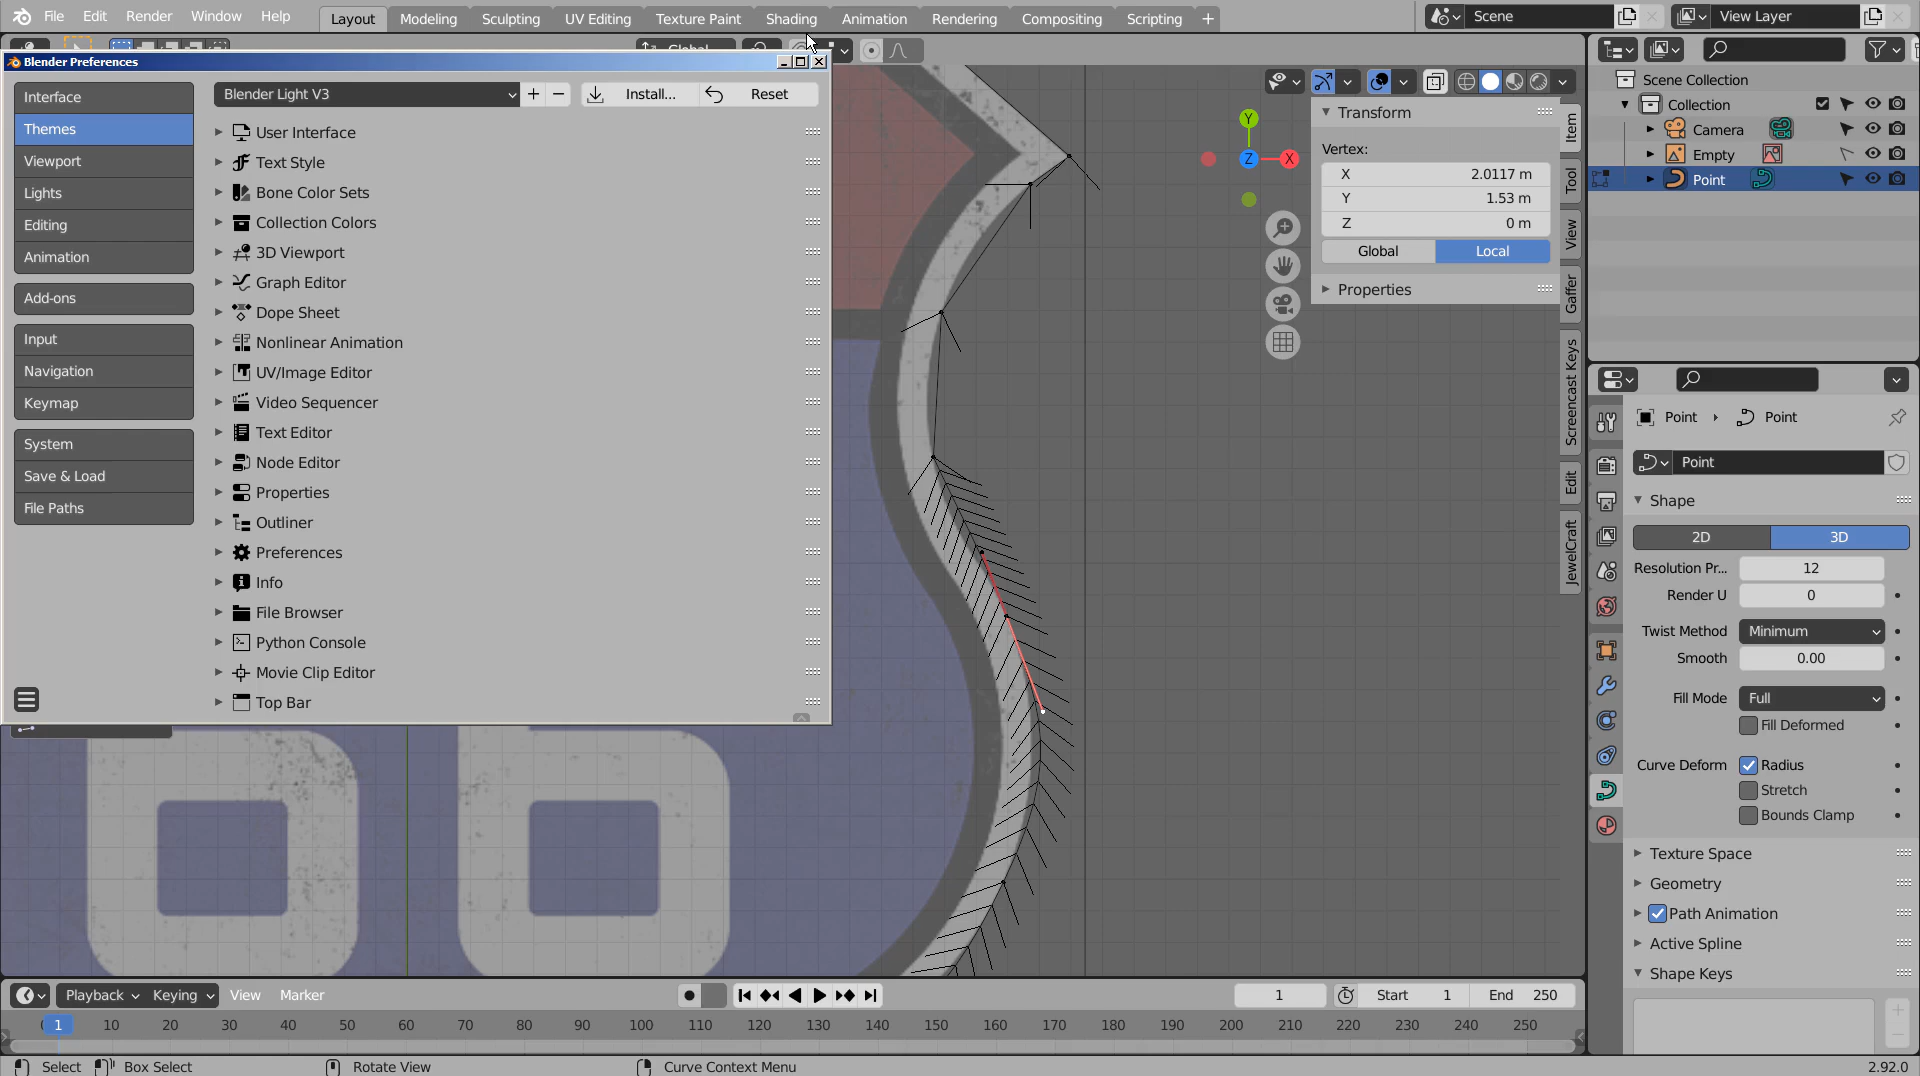 File Edit Render Window Help Layout Modeling Sculpting UV Editing Texture Paint Shading Animation Rendering Compositing Scripting + Scene View Layer
Global
Blender Preferences
Interface
Themes
Viewport
Lights
Editing
Animation
Add-ons
Input
Navigation
Keymap
System
Save & Load
File Paths
Blender Light V3 + − Install... Reset
User Interface
Text Style
Bone Color Sets
Collection Colors
3D Viewport
Graph Editor
Dope Sheet
Nonlinear Animation
UV/Image Editor
Video Sequencer
Text Editor
Node Editor
Properties
Outliner
Preferences
Info
File Browser
Python Console
Movie Clip Editor
Top Bar
Y
Z X
Transform
Vertex:
X 2.0117 m
Y 1.53 m
Z 0 m
Global Local
Properties
Item
Tool
View
Gaffer
Screencast Keys
Edit
JewelCraft
Scene Collection
Collection
Camera
Empty
Point
Point Point
Point
Shape
2D 3D
Resolution Pr... 12
Render U 0
Twist Method Minimum
Smooth 0.00
Fill Mode Full
Fill Deformed
Curve Deform Radius
Stretch
Bounds Clamp
Texture Space
Geometry
Path Animation
Active Spline
Shape Keys
Playback Keying View Marker 1 Start 1 End 250
1 10 20 30 40 50 60 70 80 90 100 110 120 130 140 150 160 170 180 190 200 210 220 230 240 250
Select Box Select Rotate View Curve Context Menu 2.92.0